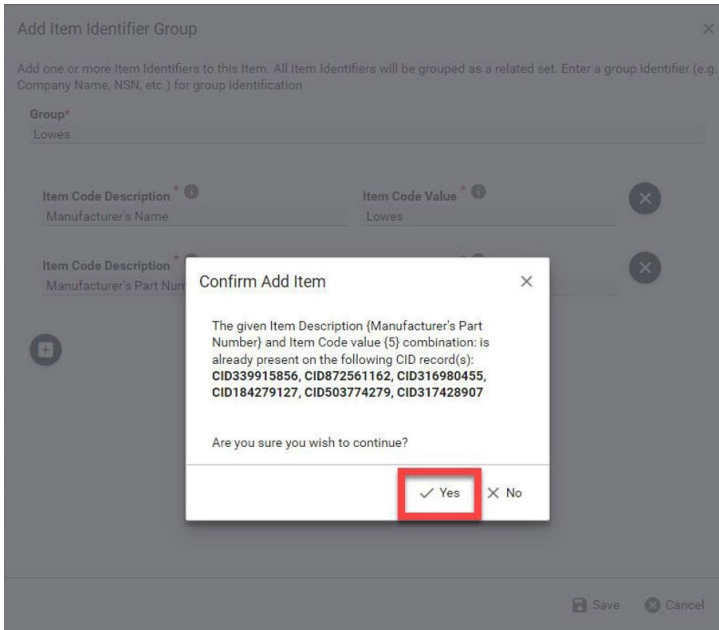 Add Item Identifier Group
Add one or more Item Identifiers to this Item. All Item Identifiers will be grouped as a related set. Enter a group identifier (e.g.
Company Name, NSN, etc.) for group identification
Group*
Lowes
Item Code Description * Item Code Value *
Manufacturer's Name Lowes
Item Code Description *
Manufacturer's Part Num
Confirm Add Item
The given Item Description {Manufacturer's Part
Number} and Item Code value {5} combination: is
already present on the following CID record(s):
CID339915856, CID872561162, CID316980455,
CID184279127, CID503774279, CID317428907
Are you sure you wish to continue?
Yes No
Save Cancel